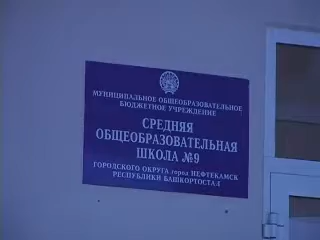 МУНИЦИПАЛЬНОЕ ОБЩЕОБРАЗОВАТЕЛЬНОЕ
БЮДЖЕТНОЕ УЧРЕЖДЕНИЕ
СРЕДНЯЯ
ОБЩЕОБРАЗОВАТЕЛЬНАЯ
ШКОЛА №9
ГОРОДСКОГО ОКРУГА город НЕФТЕКАМСК
РЕСПУБЛИКИ БАШКОРТОСТАН